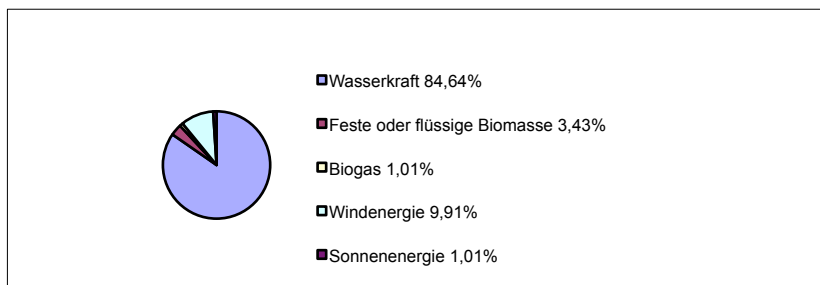 Wasserkraft 84,64%
Feste oder flüssige Biomasse 3,43%
Biogas 1,01%
Windenergie 9,91%
Sonnenenergie 1,01%